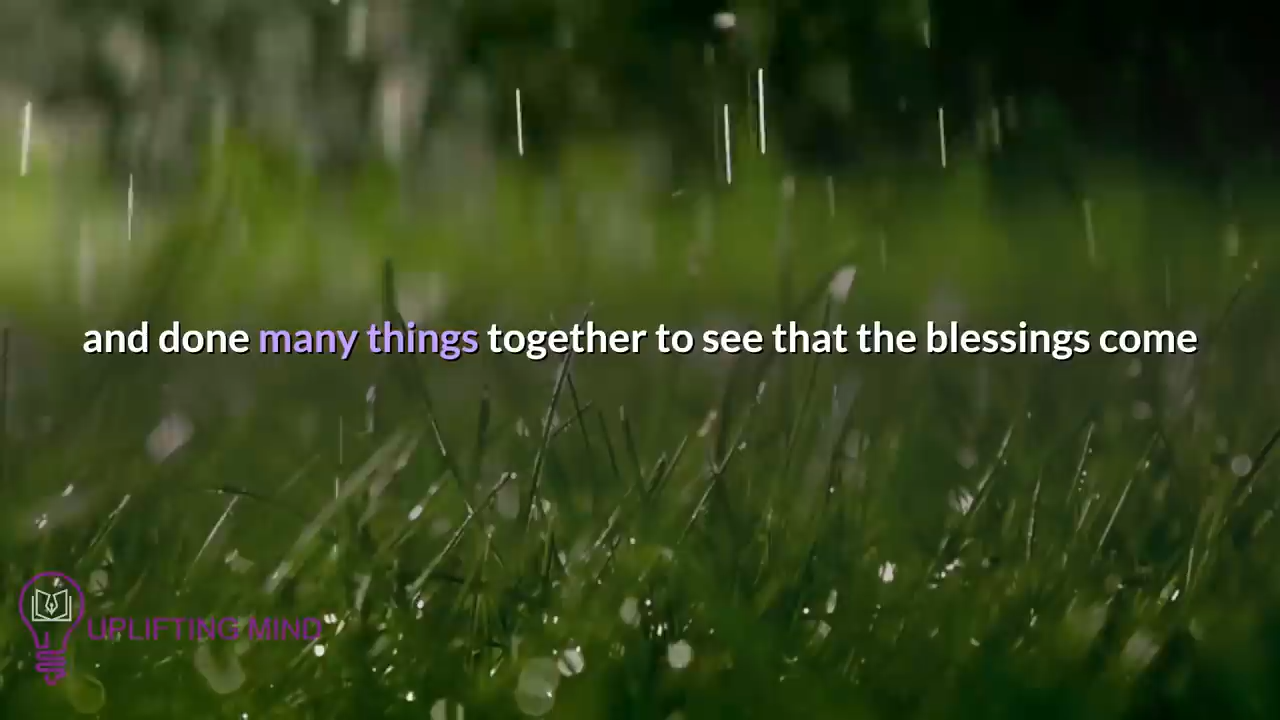 and done many things together to see that the blessings come
UPLIFTING MIND